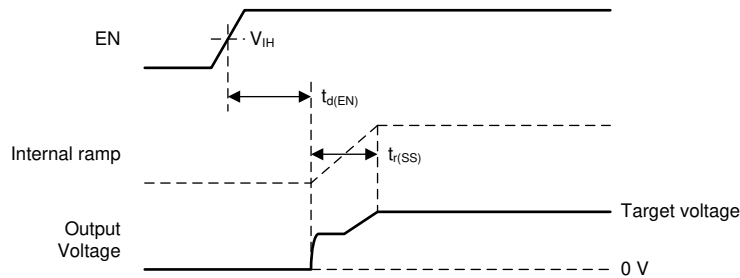 EN
V_IH
t_d(EN)
Internal ramp
t_r(SS)
Output
Voltage
Target voltage
0 V